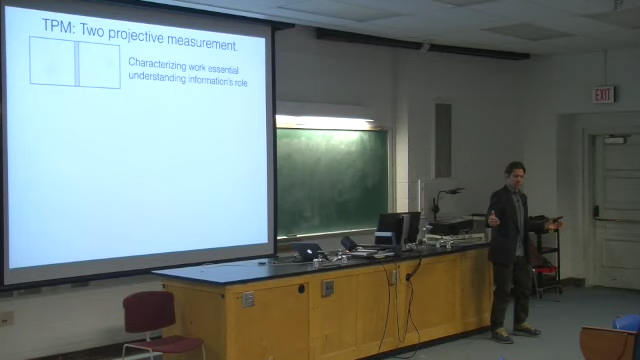 TPM: Two projective measurement.
Characterizing work essential
understanding information's role
EXIT